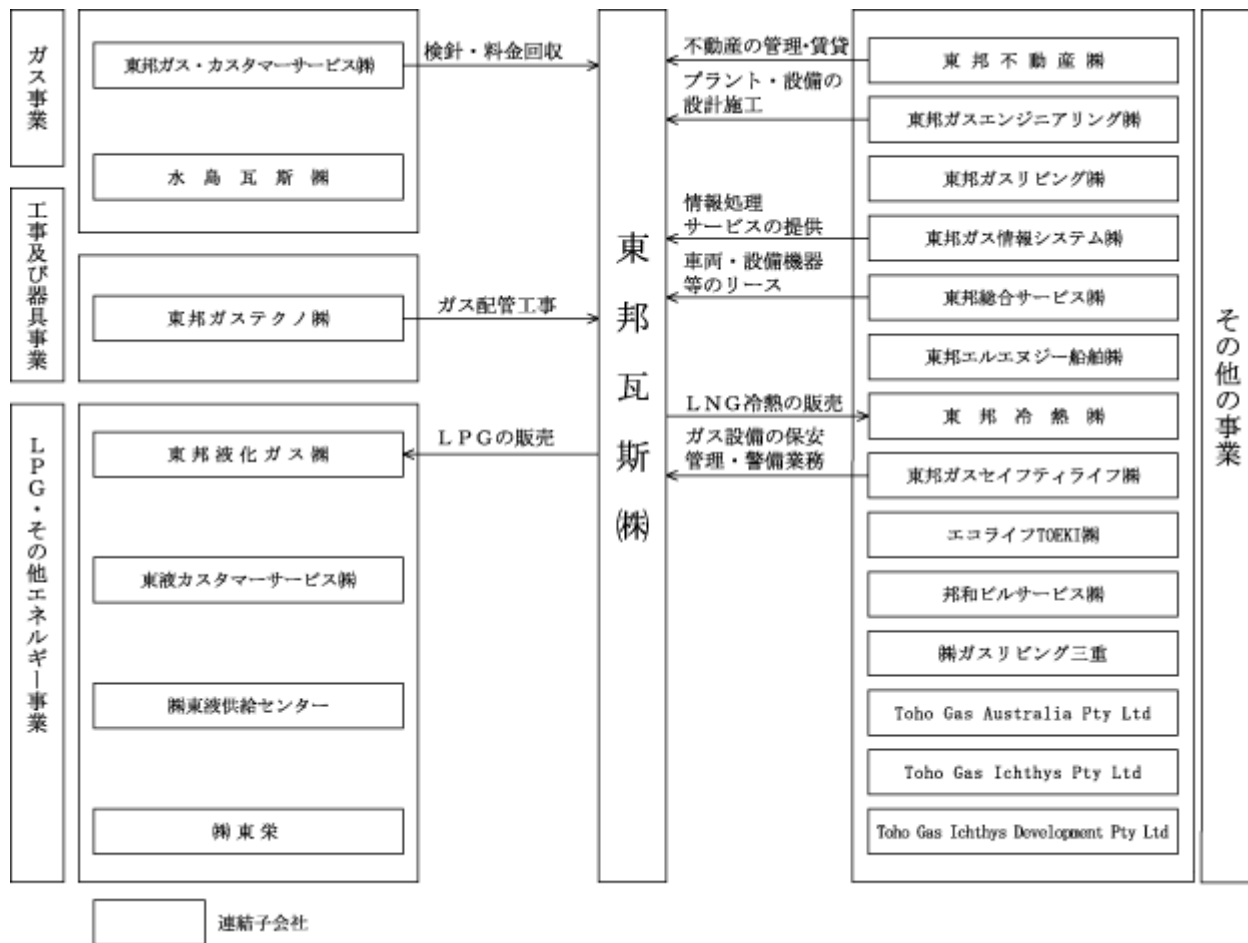 ガス事業
東邦ガス・カスタマーサービス㈱
水島瓦斯㈱
検針・料金回収
工事及び器具事業
東邦ガステクノ㈱
ガス配管工事
LPG・その他エネルギー事業
東邦液化ガス㈱
LPGの販売
東液カスタマーサービス㈱
㈱東液供給センター
㈱東栄
東邦瓦斯㈱
不動産の管理・賃貸
プラント・設備の
設計施工
情報処理
サービスの提供
車両・設備機器
等のリース
LNG冷熱の販売
ガス設備の保安
管理・警備業務
東邦不動産㈱
東邦ガスエンジニアリング㈱
東邦ガスリビング㈱
東邦ガス情報システム㈱
東邦総合サービス㈱
東邦エルエヌジー船舶㈱
東邦冷熱㈱
東邦ガスセイフティライフ㈱
エコライフTOEKI㈱
邦和ビルサービス㈱
㈱ガスリビング三重
Toho Gas Australia Pty Ltd
Toho Gas Ichthys Pty Ltd
Toho Gas Ichthys Development Pty Ltd
その他の事業
連結子会社